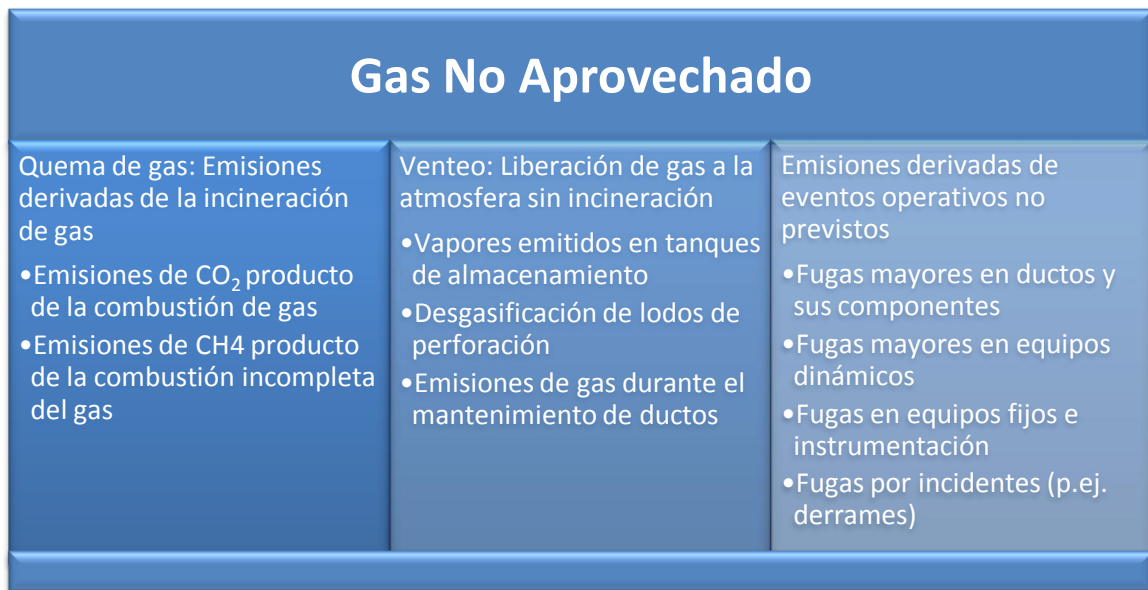 Gas No Aprovechado
Quema de gas: Emisiones
derivadas de la incineración
de gas
•Emisiones de CO₂ producto
de la combustión de gas
•Emisiones de CH4 producto
de la combustión incompleta
del gas
Venteo: Liberación de gas a la
atmosfera sin incineración
•Vapores emitidos en tanques
de almacenamiento
•Desgasificación de lodos de
perforación
•Emisiones de gas durante el
mantenimiento de ductos
Emisiones derivadas de
eventos operativos no
previstos
•Fugas mayores en ductos y
sus componentes
•Fugas mayores en equipos
dinámicos
•Fugas en equipos fijos e
instrumentación
•Fugas por incidentes (p.ej.
derrames)